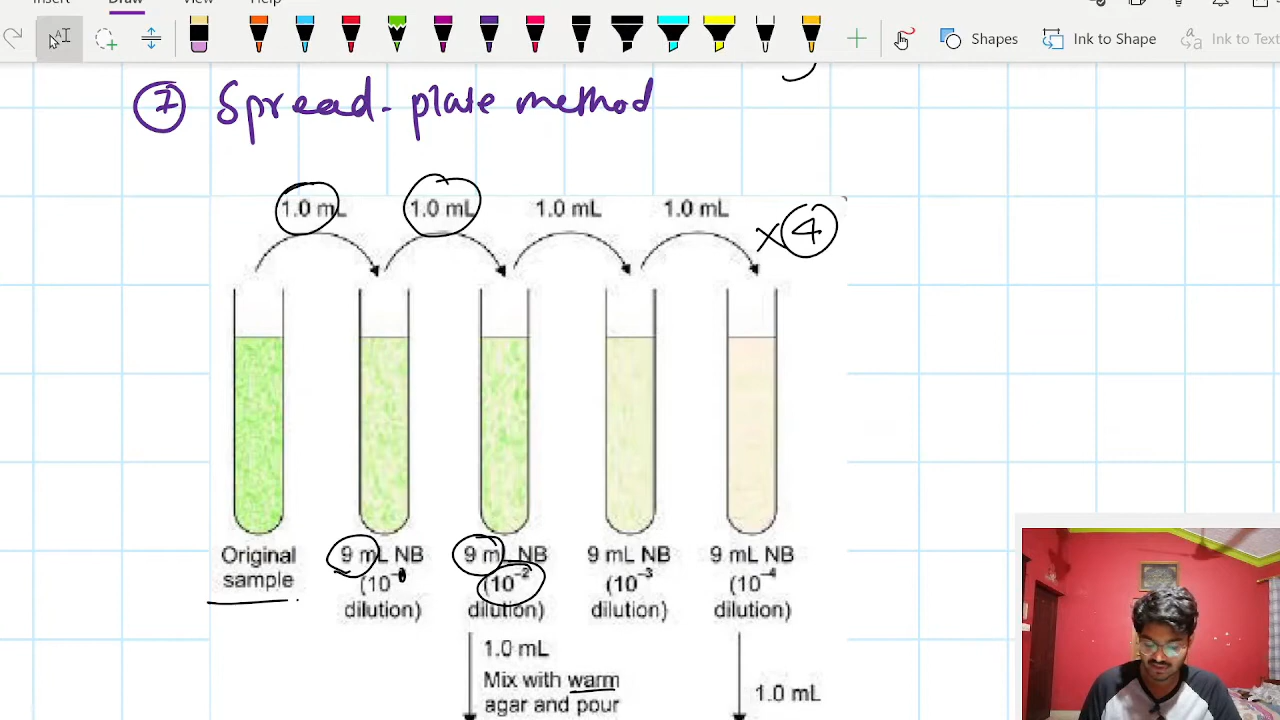 Insert Draw View Help
Shapes Ink to Shape Ink to Text
7 Spread-plate method
1.0 mL 1.0 mL 1.0 mL 1.0 mL
×4
Original sample
9 mL NB (10 dilution)
9 mL NB (10⁻² dilution)
9 mL NB (10⁻³ dilution)
9 mL NB (10⁻⁴ dilution)
1.0 mL
Mix with warm
agar and pour
1.0 mL